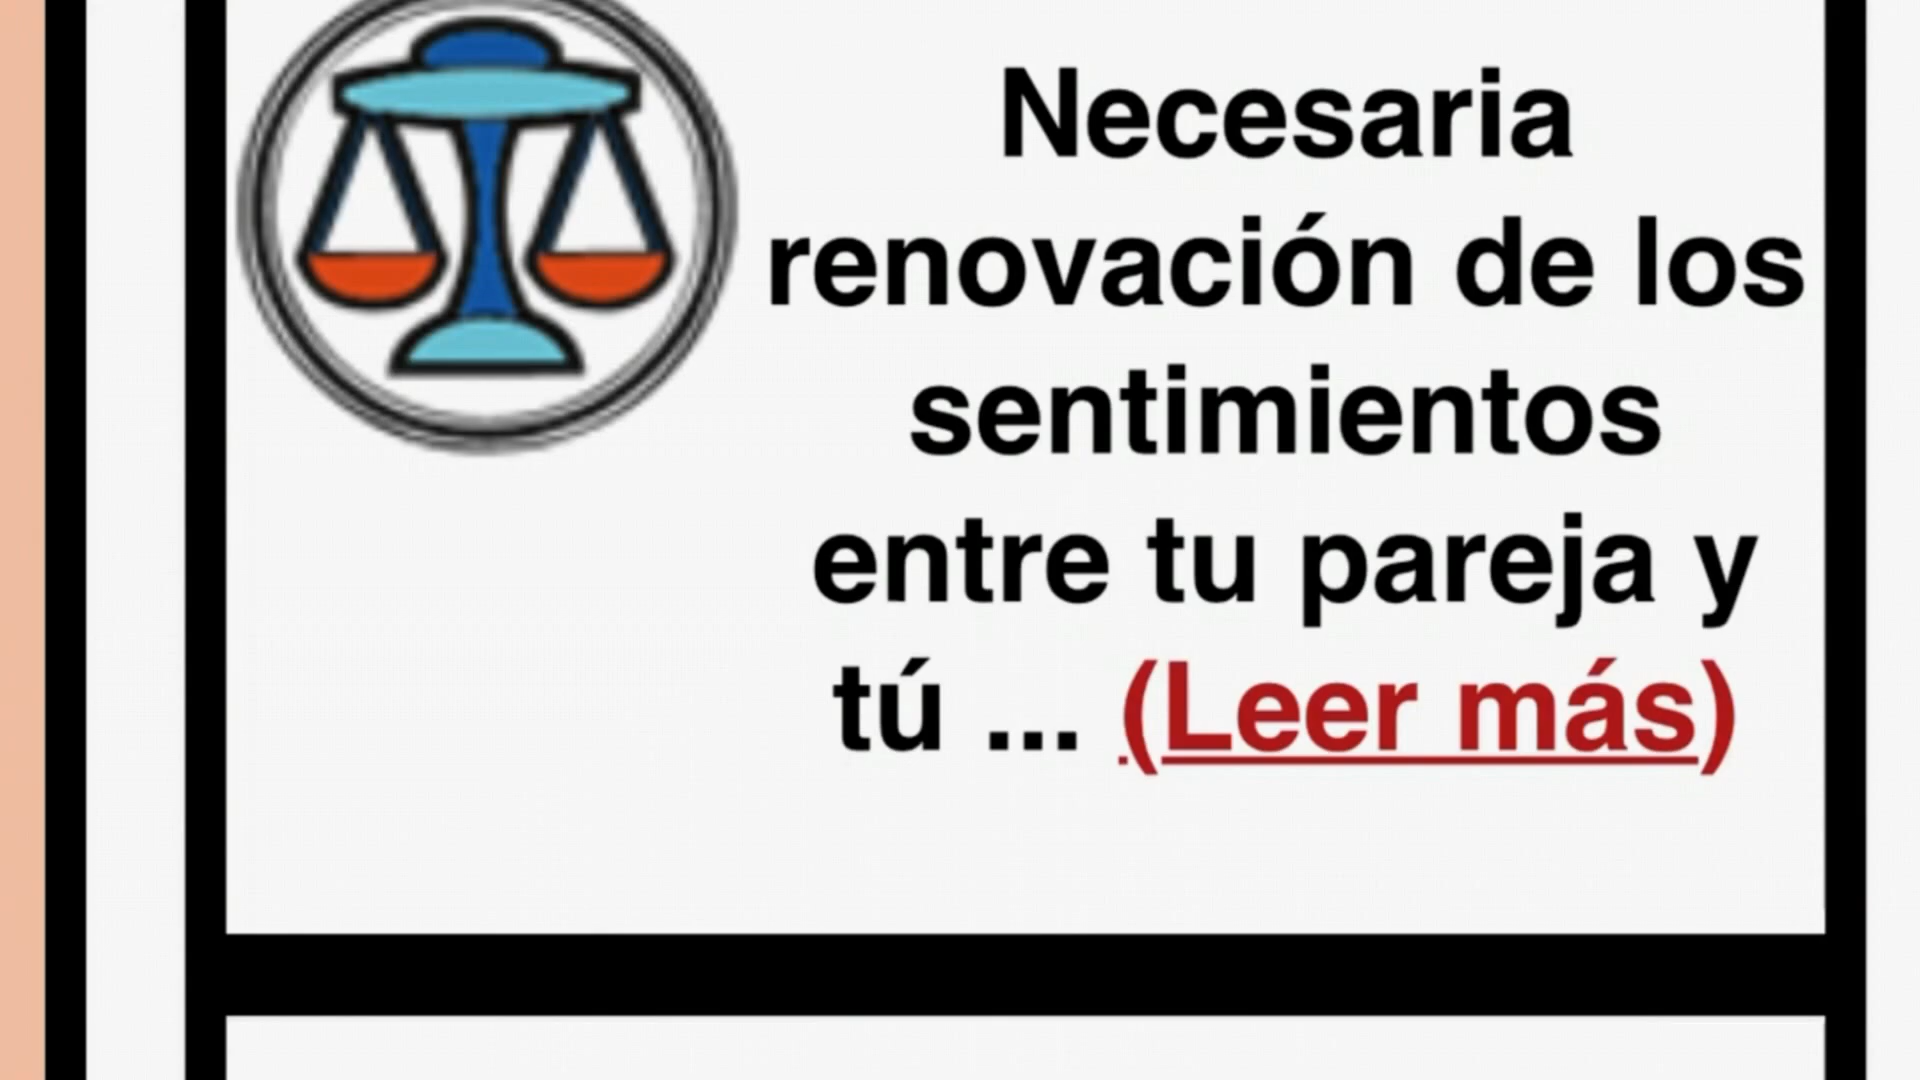 Necesaria
renovación de los
sentimientos
entre tu pareja y
tú ... (Leer más)